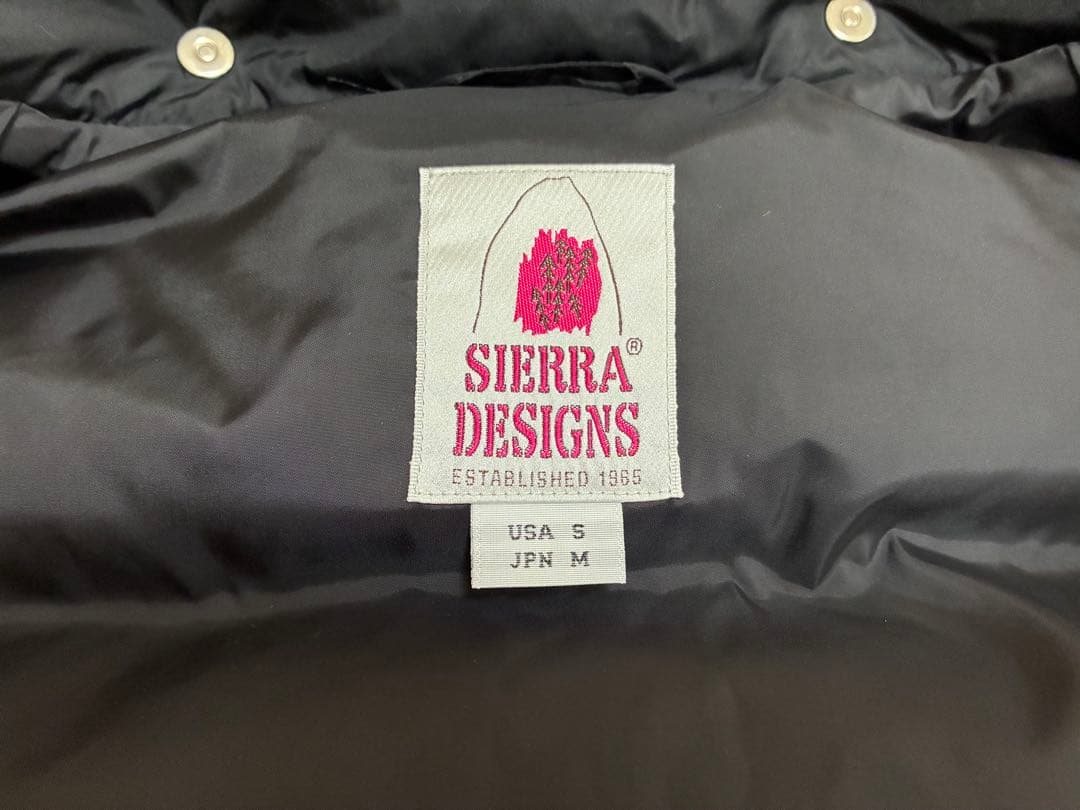 SIERRA®
DESIGNS
ESTABLISHED 1965
USA S
JPN M